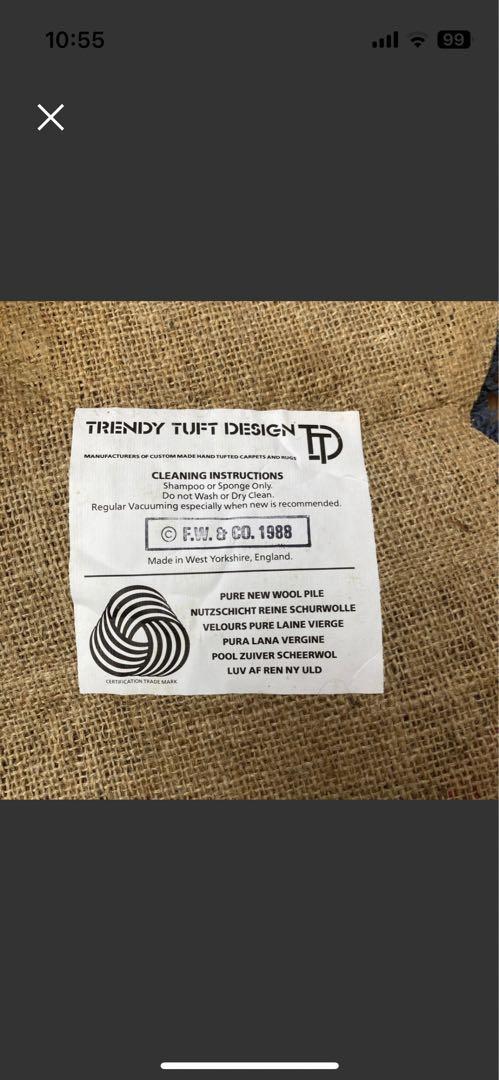 10:55
99
TRENDY TUFT DESIGN TTD
MANUFACTURERS OF CUSTOM MADE HAND TUFTED CARPETS AND RUGS
CLEANING INSTRUCTIONS
Shampoo or Sponge Only.
Do not Wash or Dry Clean.
Regular Vacuuming especially when new is recommended.
© F.W. & CO. 1988
Made in West Yorkshire, England.
PURE NEW WOOL PILE
NUTZSCHICHT REINE SCHURWOLLE
VELOURS PURE LAINE VIERGE
PURA LANA VERGINE
POOL ZUIVER SCHEERWOL
LUV AF REN NY ULD
CERTIFICATION TRADE MARK